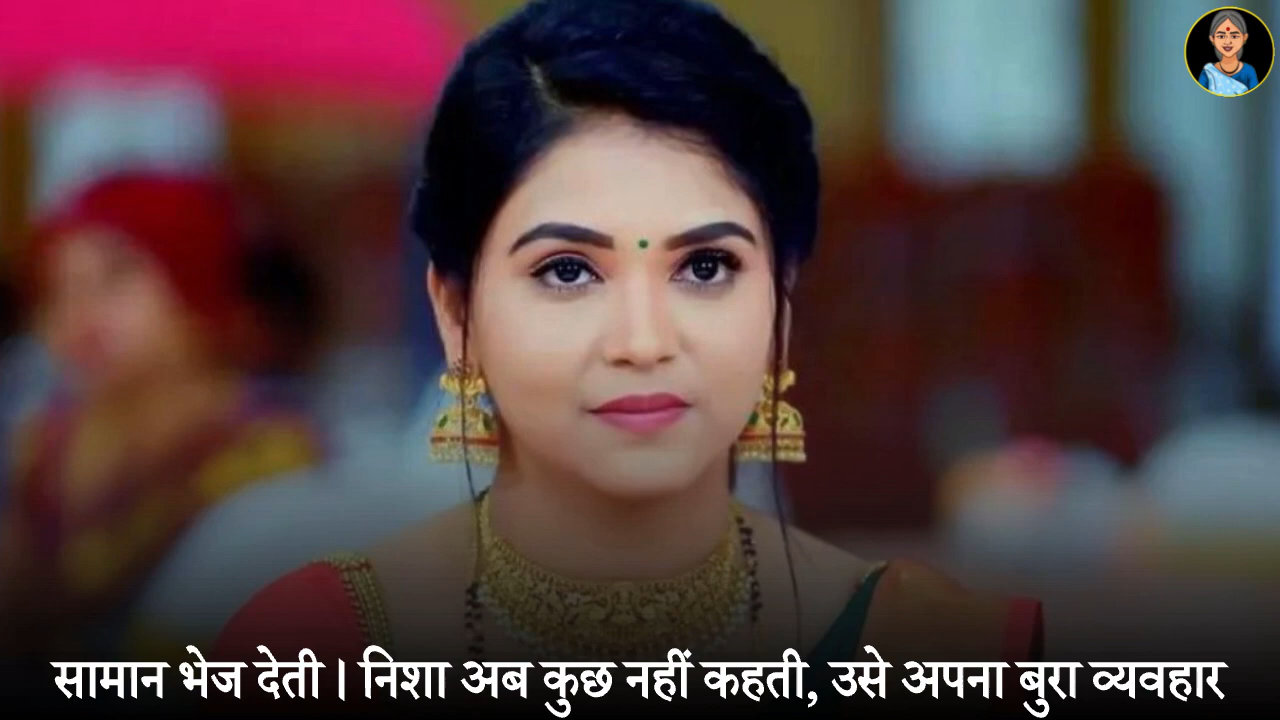 सामान भेज देती । निशा अब कुछ नहीं कहती, उसे अपना बुरा व्यवहार